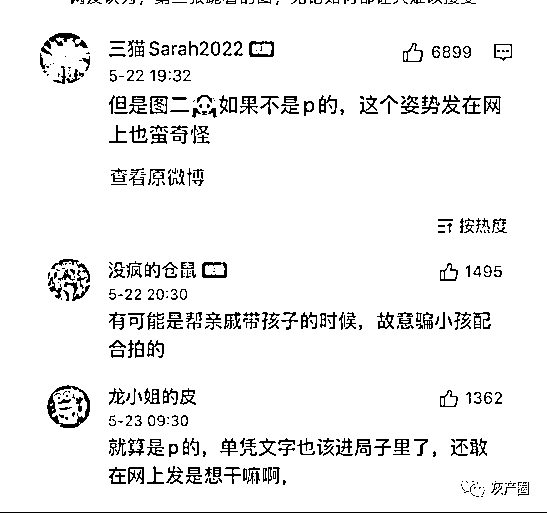 三猫Sarah2022
6899
5-22 19:32
但是图二如果不是p的，这个姿势发在网
上也蛮奇怪
查看原微博
按热度
没疯的仓鼠
1495
5-22 20:30
有可能是帮亲戚带孩子的时候，故意骗小孩配
合拍的
龙小姐的皮
1362
5-23 09:30
就算是p的，单凭文字也该进局子里了，还敢
在网上发是想干嘛啊，
灰产圈